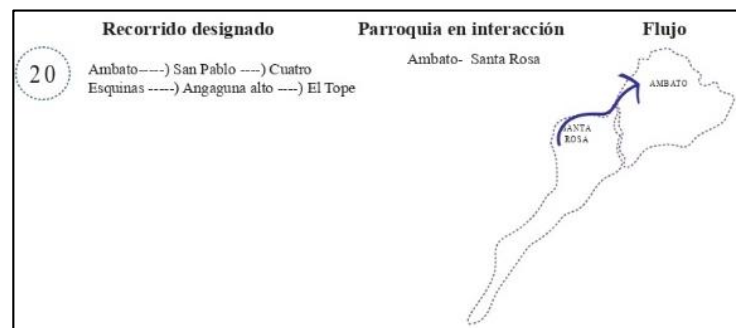 Recorrido designado
Parroquia en interacción
Flujo
20
Ambato-----) San Pablo ----) Cuatro
Esquinas -----) Angaguna alto ----) El Tope
Ambato- Santa Rosa
AMBATO
SANTA
ROSA